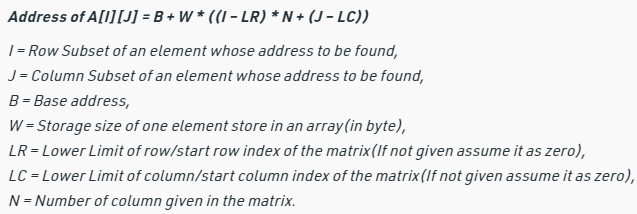 Address of A[I][J] = B + W * ((I – LR) * N + (J – LC))
I = Row Subset of an element whose address to be found,
J = Column Subset of an element whose address to be found,
B = Base address,
W = Storage size of one element store in an array(in byte),
LR = Lower Limit of row/start row index of the matrix(If not given assume it as zero),
LC = Lower Limit of column/start column index of the matrix(If not given assume it as zero),
N = Number of column given in the matrix.